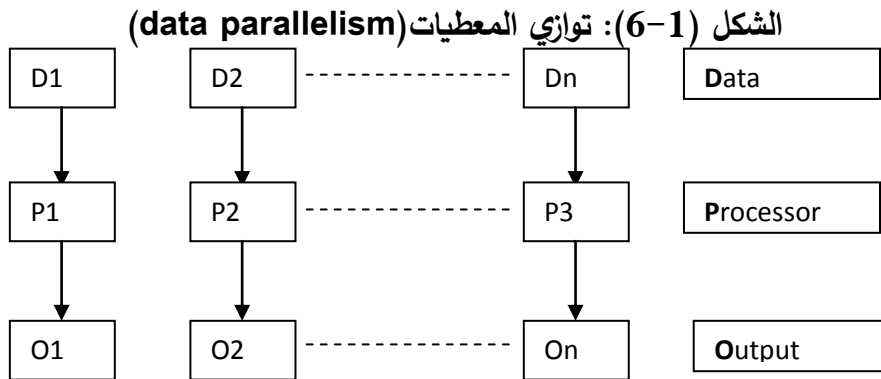 الشكل (1-6): توازي المعطيات(data parallelism)
D1 D2 Dn Data
P1 P2 P3 Processor
O1 O2 On Output